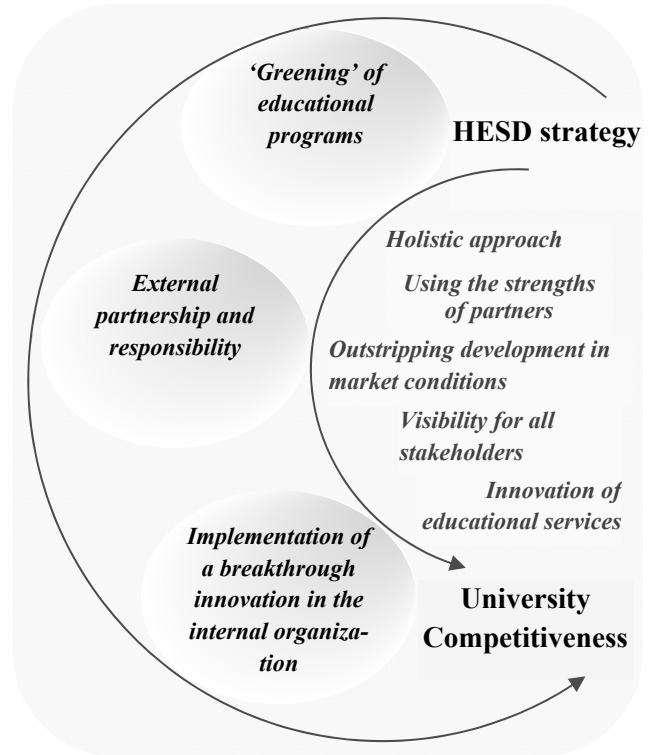 ‘Greening’ of
educational
programs
HESD strategy
Holistic approach
Using the strengths
of partners
External
partnership and
responsibility
Outstripping development in
market conditions
Visibility for all
stakeholders
Innovation of
educational services
Implementation of
a breakthrough
innovation in the
internal organiza-
tion
University
Competitiveness